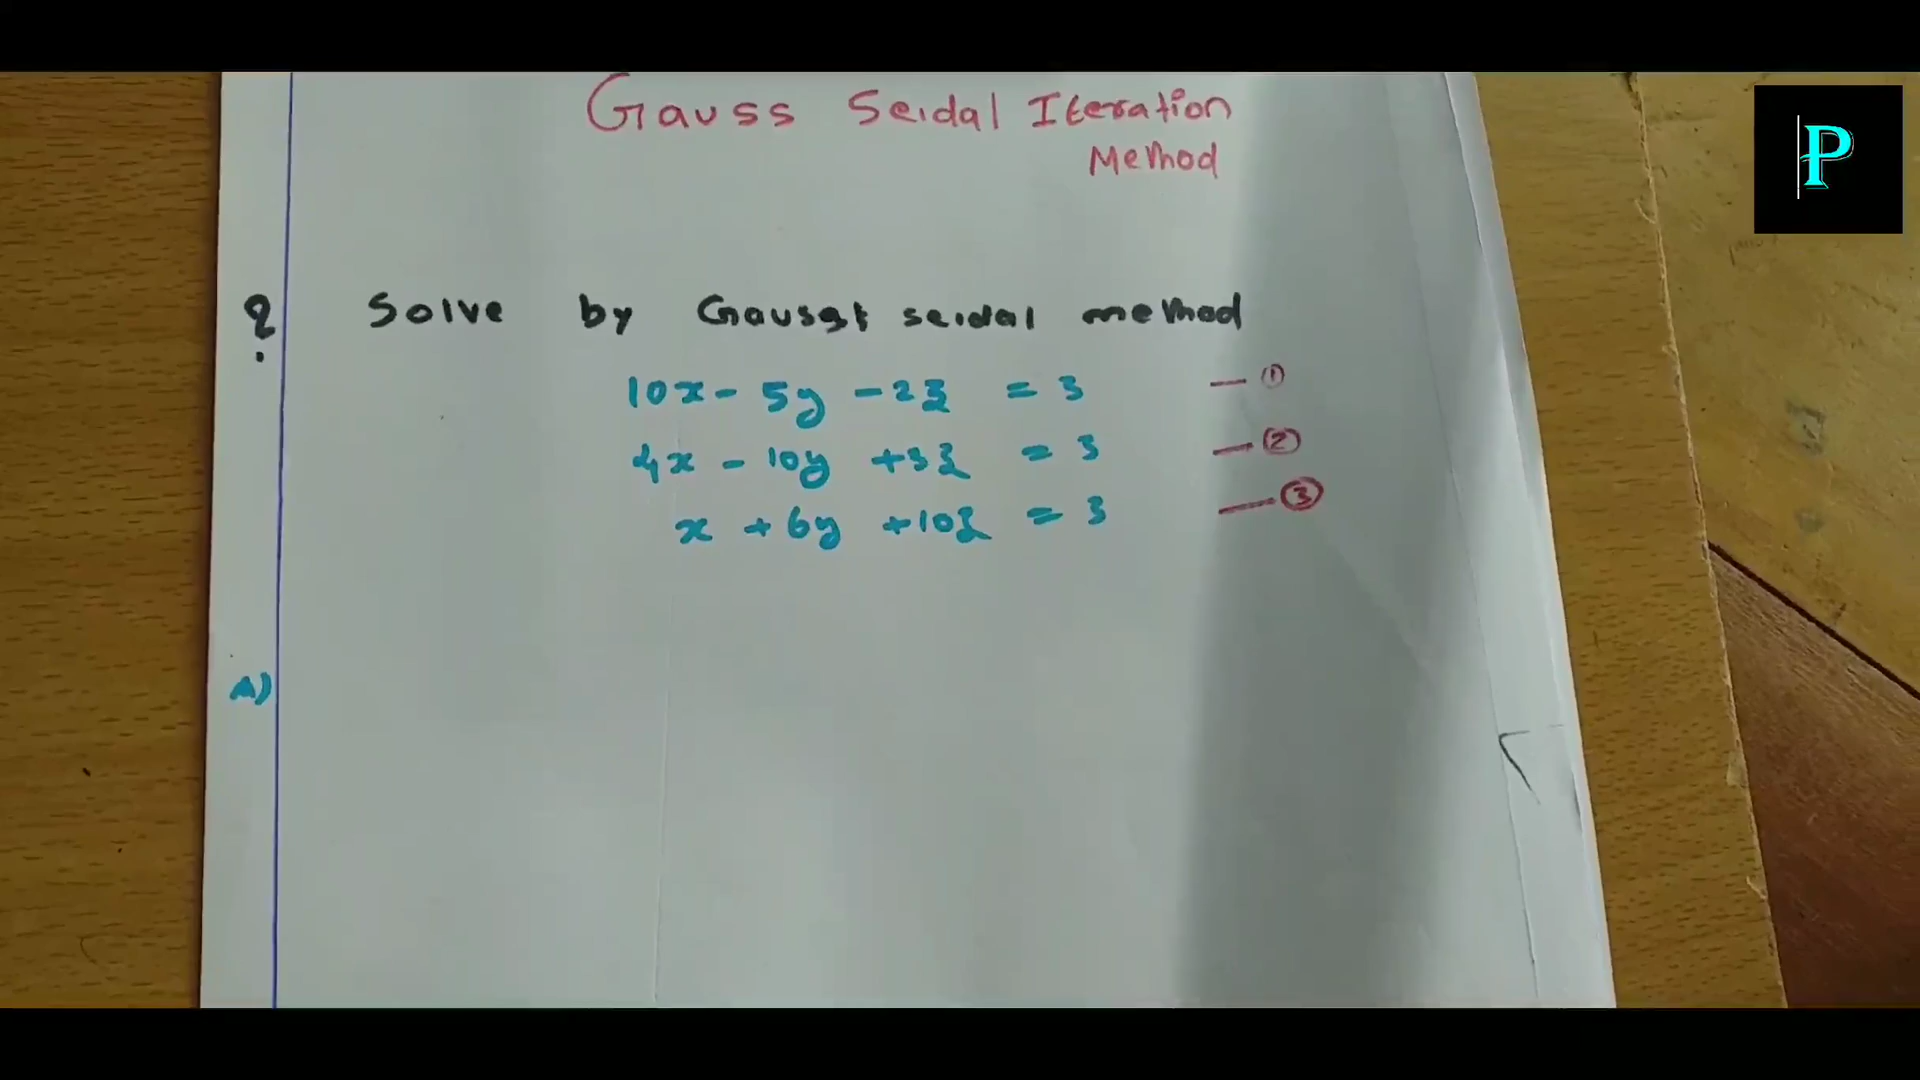 Gauss Seidal Iteration
Method
? Solve by Gauss seidal method
10x - 5y - 2z = 3 — ①
4x - 10y + 3z = 3 — ②
x + 6y + 10z = 3 — ③
A)
P